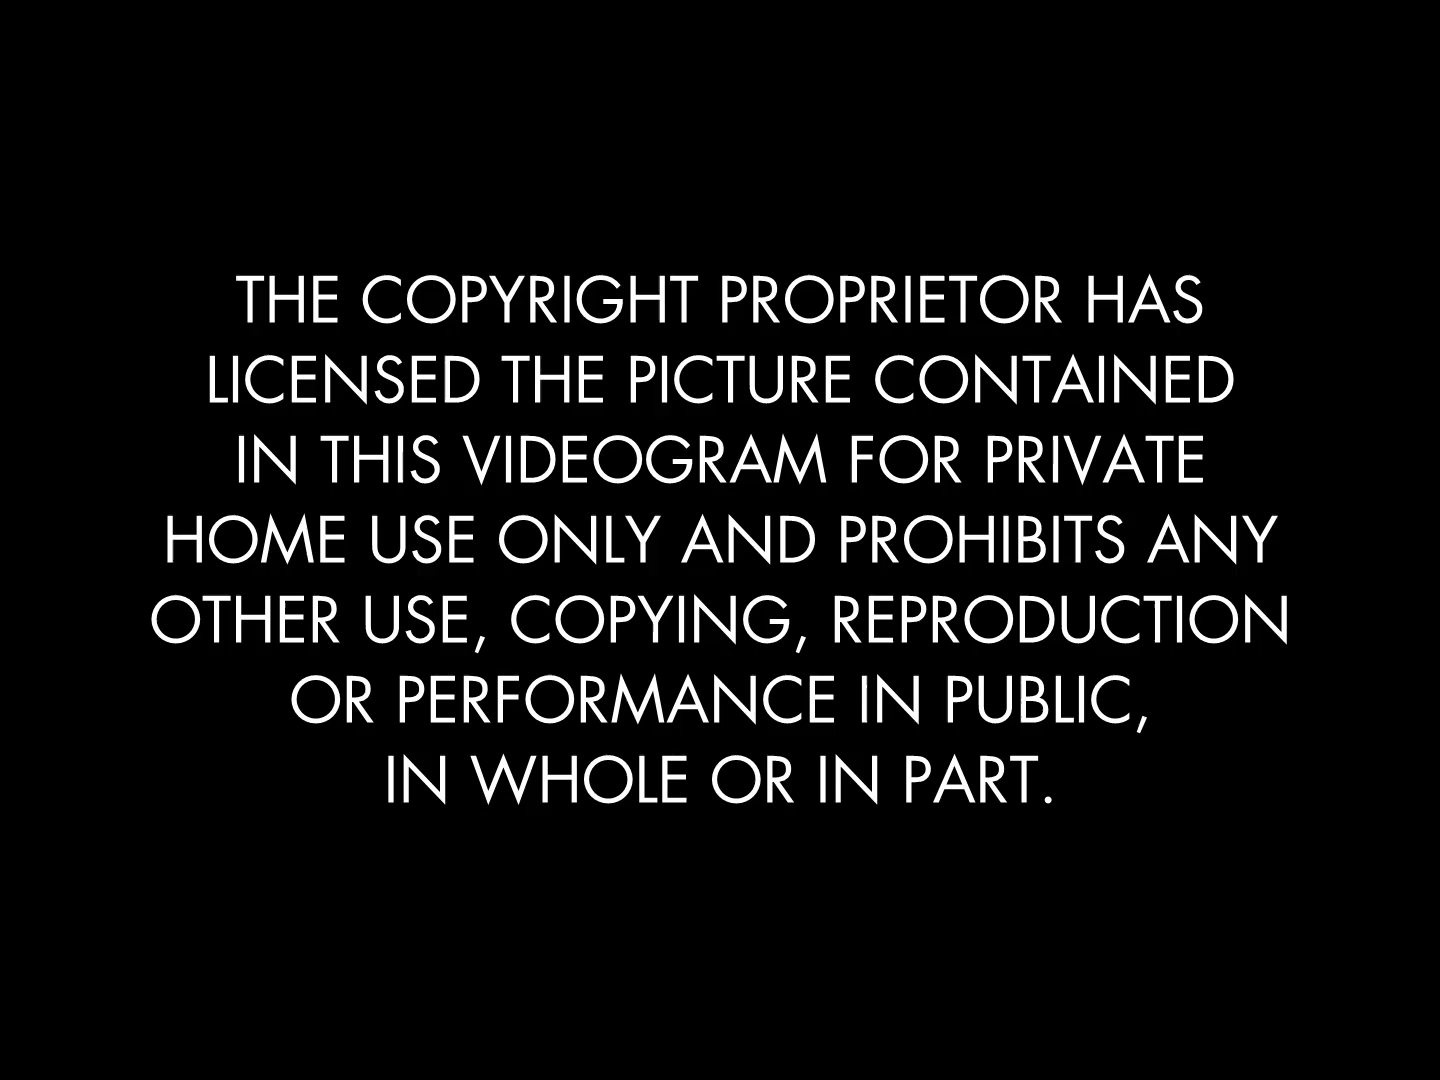 THE COPYRIGHT PROPRIETOR HAS
LICENSED THE PICTURE CONTAINED
IN THIS VIDEOGRAM FOR PRIVATE
HOME USE ONLY AND PROHIBITS ANY
OTHER USE, COPYING, REPRODUCTION
OR PERFORMANCE IN PUBLIC,
IN WHOLE OR IN PART.